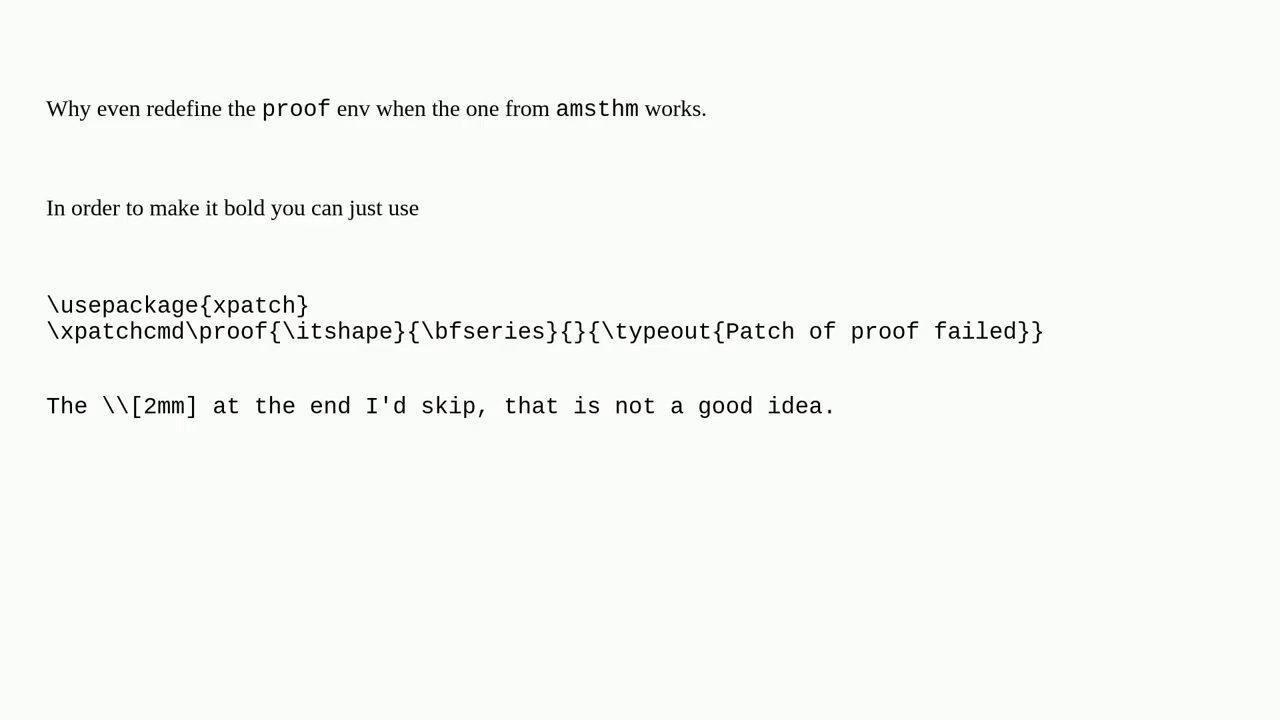 Why even redefine the proof env when the one from amsthm works.
In order to make it bold you can just use
\usepackage{xpatch}
\xpatchcmd\proof{\itshape}{\bfseries}{}{\typeout{Patch of proof failed}}
The \\[2mm] at the end I'd skip, that is not a good idea.